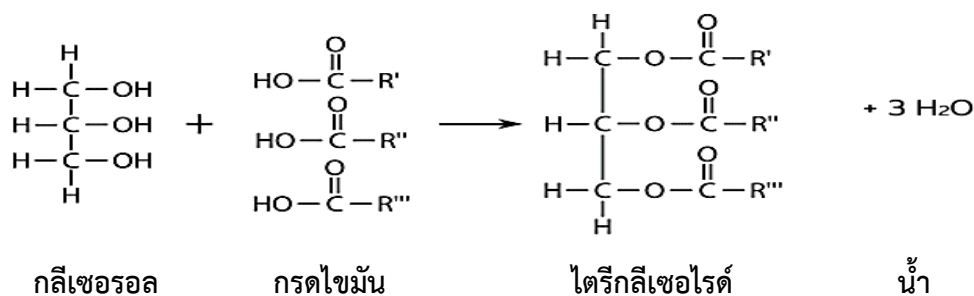 H
H—C—OH
H—C—OH
H—C—OH
H
+
O
HO—C—R'
O
HO—C—R''
O
HO—C—R'''
H
H—C—O—C—R'
O
H—C—O—C—R''
O
H—C—O—C—R'''
O
H
+ 3 H₂O
กลีเซอรอล
กรดไขมัน
ไตรีกลีเซอไรด์
น้ำ